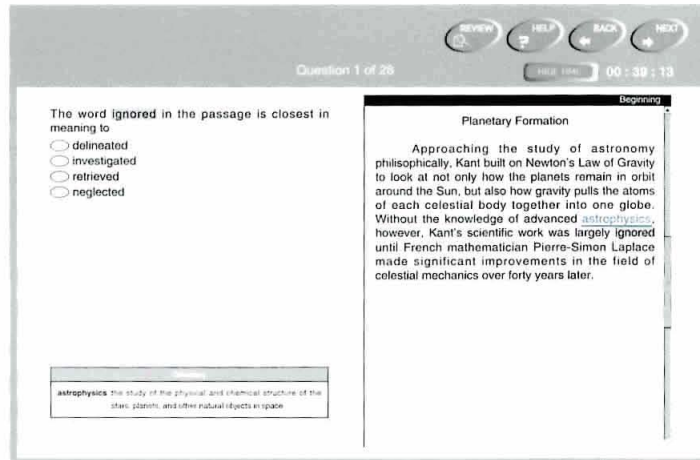 REVIEW
HELP
?
BACK
NEXT
Question 1 of 28
HIDE TIME
00 : 39 : 13
The word ignored in the passage is closest in
meaning to
delineated
investigated
retrieved
neglected
Beginning
Planetary Formation
Approaching the study of astronomy
philisophically, Kant built on Newton's Law of Gravity
to look at not only how the planets remain in orbit
around the Sun, but also how gravity pulls the atoms
of each celestial body together into one globe.
Without the knowledge of advanced astrophysics,
however, Kant's scientific work was largely ignored
until French mathematician Pierre-Simon Laplace
made significant improvements in the field of
celestial mechanics over forty years later.
astrophysics the study of the physical and chemical structure of the
stars, planets, and other natural objects in space